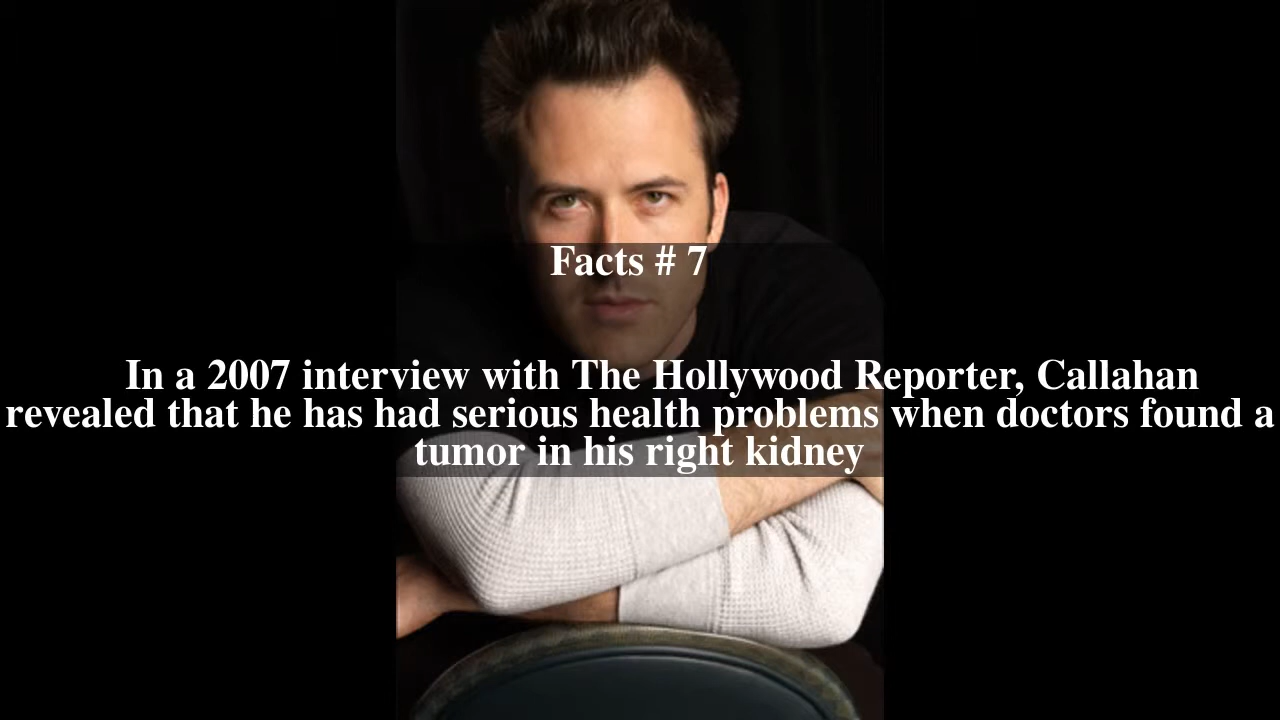 Facts # 7
In a 2007 interview with The Hollywood Reporter, Callahan
revealed that he has had serious health problems when doctors found a
tumor in his right kidney